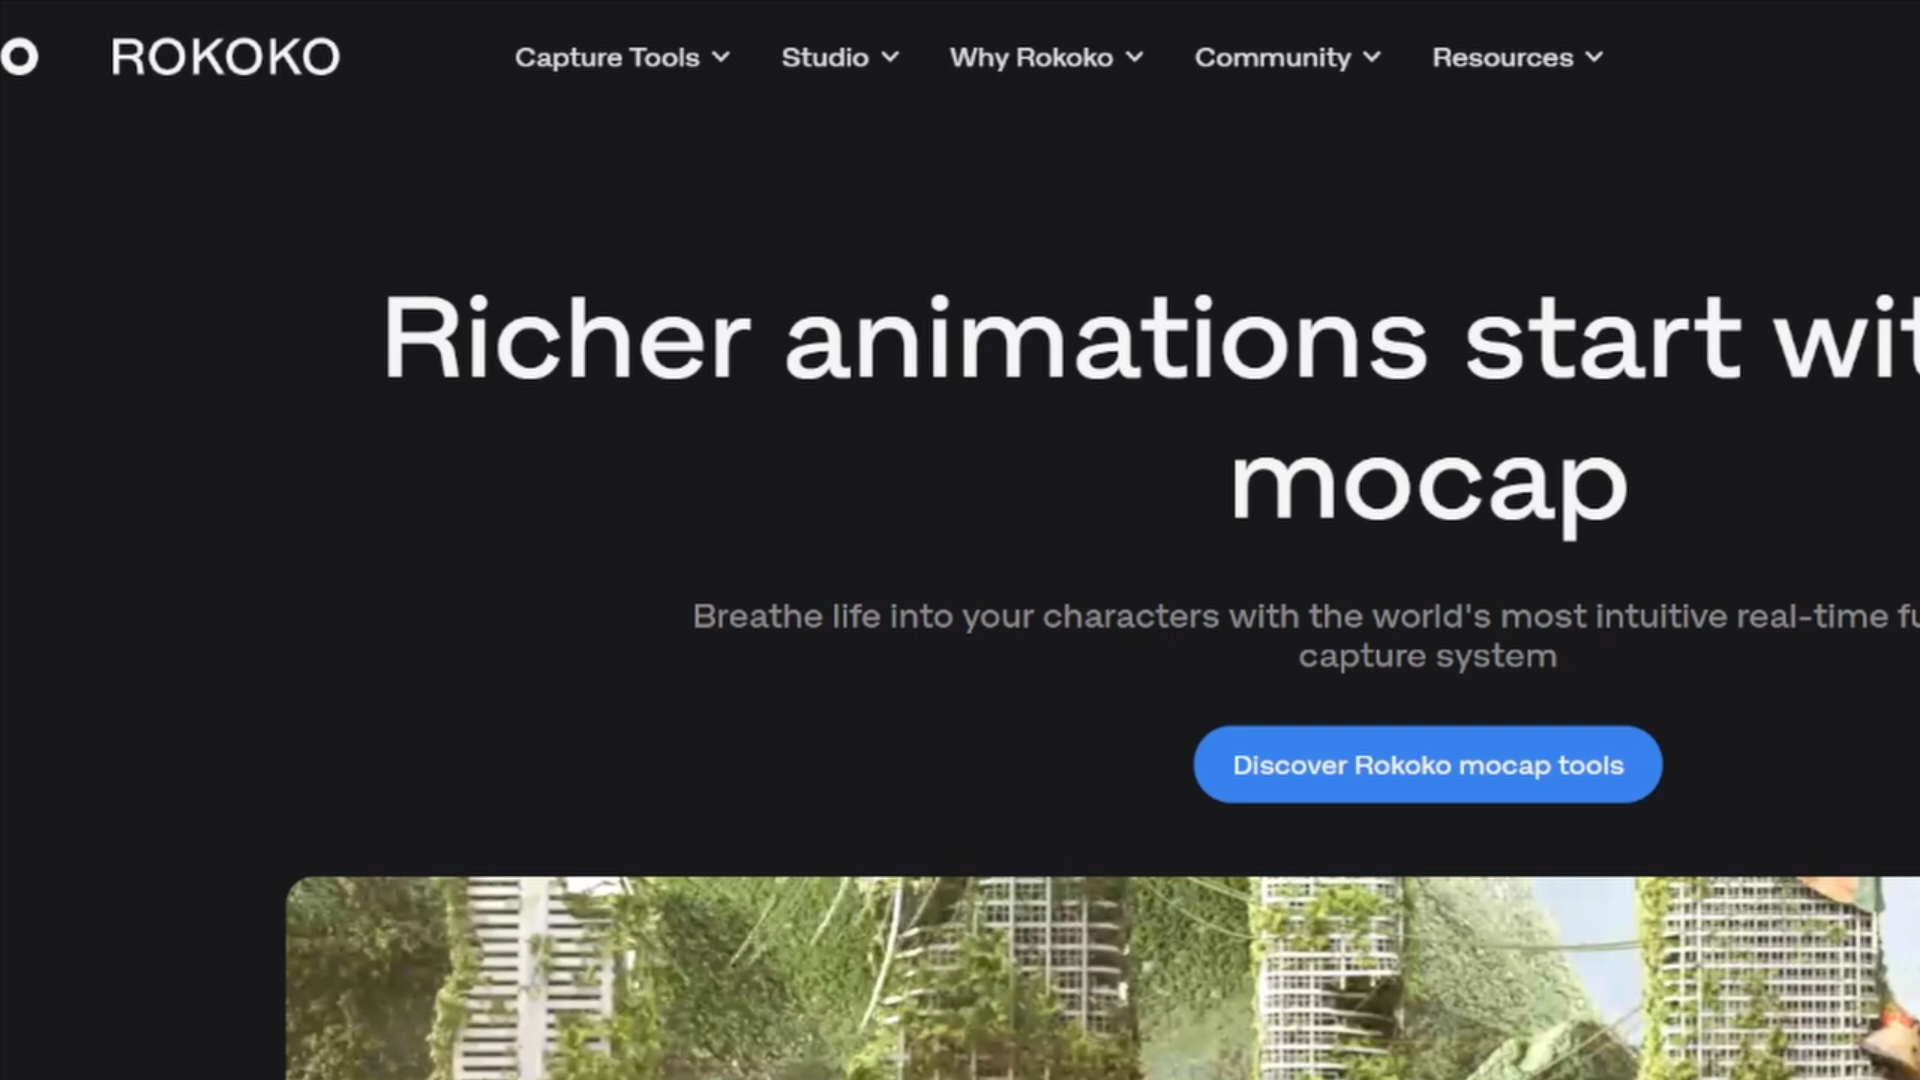 ROKOKO
Capture Tools
Studio
Why Rokoko
Community
Resources
Richer animations start
mocap
Breathe life into your characters with the world's most intuitive real-time
capture system
Discover Rokoko mocap tools